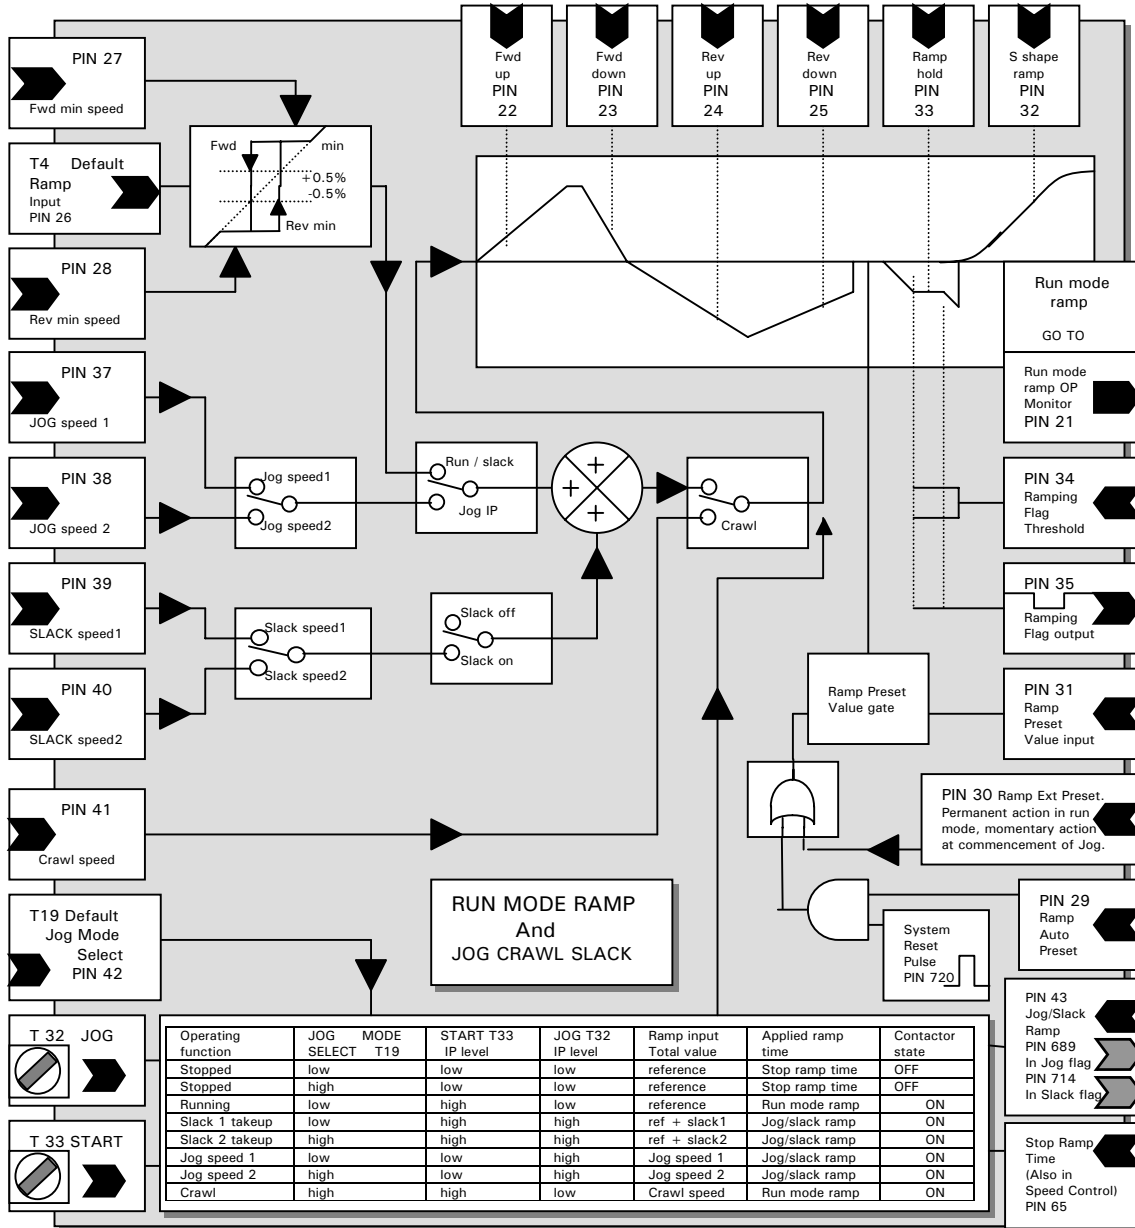 PIN 27
Fwd min speed
T4 Default
Ramp
Input
PIN 26
PIN 28
Rev min speed
PIN 37
JOG speed 1
PIN 38
JOG speed 2
PIN 39
SLACK speed1
PIN 40
SLACK speed2
PIN 41
Crawl speed
T19 Default
Jog Mode
Select
PIN 42
T 32 JOG
T 33 START
Fwd
up
PIN
22
Fwd
down
PIN
23
Rev
up
PIN
24
Rev
down
PIN
25
Ramp
hold
PIN
33
S shape
ramp
PIN
32
Fwd min
+0.5%
-0.5%
Rev min
Run mode
ramp
GO TO
Run mode
ramp OP
Monitor
PIN 21
PIN 34
Ramping
Flag
Threshold
PIN 35
Ramping
Flag output
PIN 31
Ramp
Preset
Value input
PIN 30 Ramp Ext Preset.
Permanent action in run
mode, momentary action
at commencement of Jog.
PIN 29
Ramp
Auto
Preset
PIN 43
Jog/Slack
Ramp
PIN 689
In Jog flag
PIN 714
In Slack flag
Stop Ramp
Time
(Also in
Speed Control)
PIN 65
Jog speed1
Jog speed2
Run / slack
Jog IP
+
+
+
Crawl
Slack speed1
Slack speed2
Slack off
Slack on
Ramp Preset
Value gate
System
Reset
Pulse
PIN 720
RUN MODE RAMP
And
JOG CRAWL SLACK
Operating function JOG MODE SELECT T19 START T33 IP level JOG T32 IP level Ramp input Total value Applied ramp time Contactor state
Stopped low low low reference Stop ramp time OFF
Stopped high low low reference Stop ramp time OFF
Running low high low reference Run mode ramp ON
Slack 1 takeup low high high ref + slack1 Jog/slack ramp ON
Slack 2 takeup high high high ref + slack2 Jog/slack ramp ON
Jog speed 1 low low high Jog speed 1 Jog/slack ramp ON
Jog speed 2 high low high Jog speed 2 Jog/slack ramp ON
Crawl high high low Crawl speed Run mode ramp ON